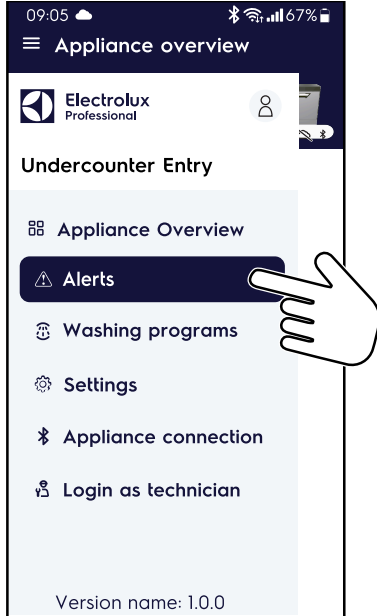 09:05 67%
Appliance overview
Electrolux
Professional
Undercounter Entry
Appliance Overview
Alerts
Washing programs
Settings
Appliance connection
Login as technician
Version name: 1.0.0